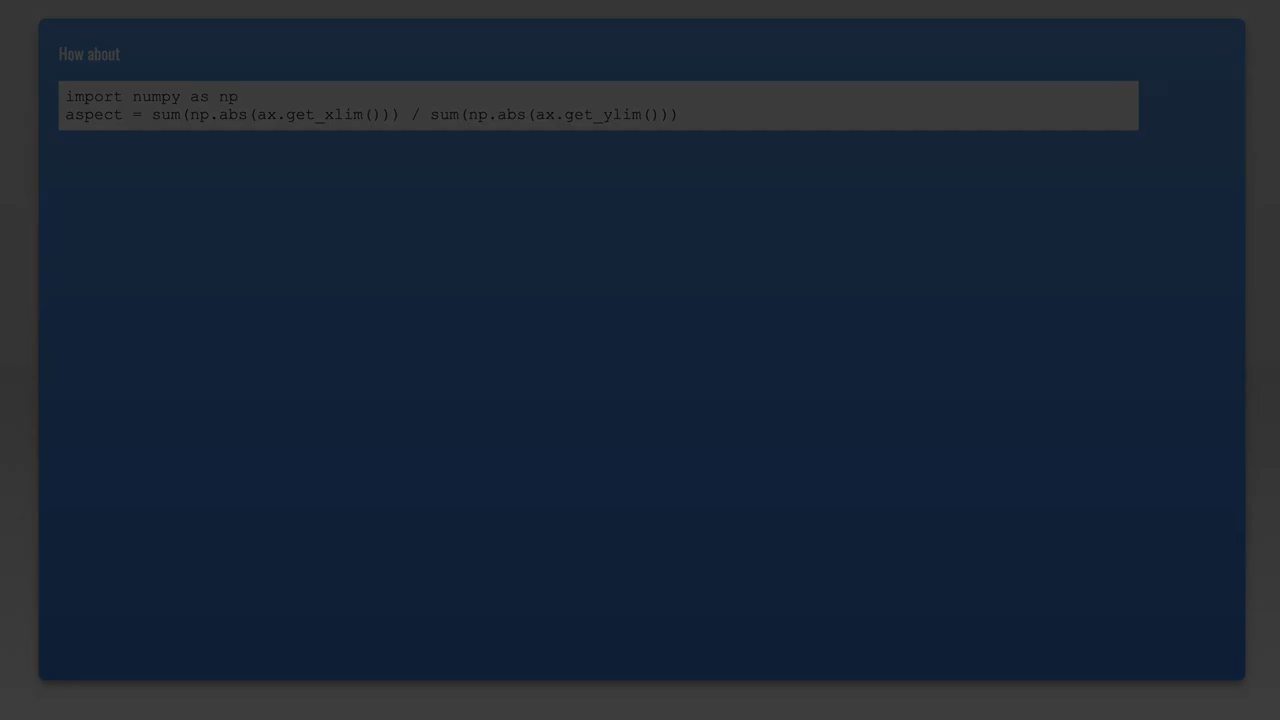 How about
import numpy as np
aspect = sum(np.abs(ax.get_xlim())) / sum(np.abs(ax.get_ylim()))